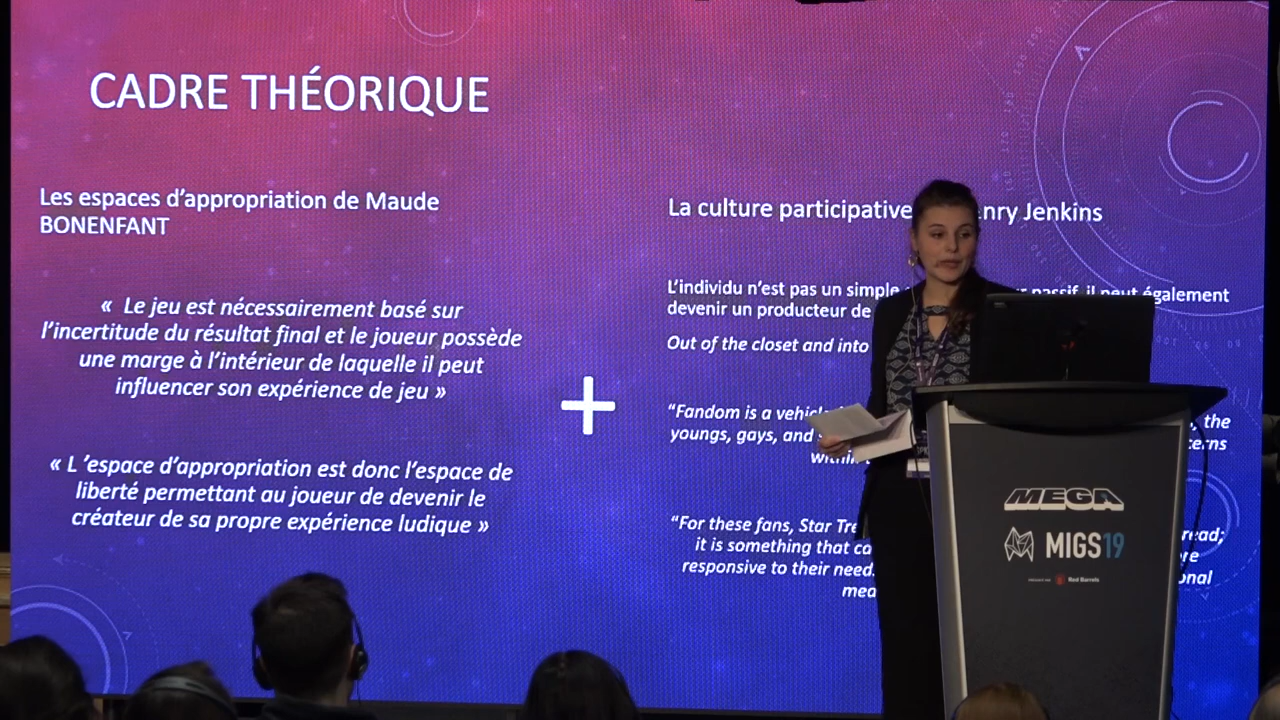 CADRE THÉORIQUE
Les espaces d'appropriation de Maude
BONENFANT
« Le jeu est nécessairement basé sur
l'incertitude du résultat final et le joueur possède
une marge à l'intérieur de laquelle il peut
influencer son expérience de jeu »
« L 'espace d'appropriation est donc l'espace de
liberté permettant au joueur de devenir le
créateur de sa propre expérience ludique »
+
La culture participative nry Jenkins
L'individu n'est pas un simple passif, il peut également
devenir un producteur de
Out of the closet and into
"Fandom is a the
youngs, gays, and
within
"For these fans, Star Tre read;
it is something that ca
responsive to their need onal
mea
MEGA
MIGS19
Red Barrels